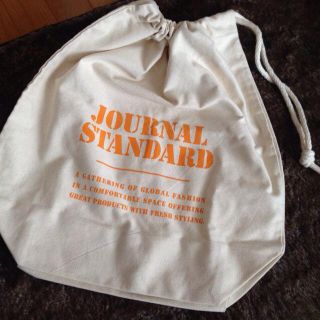 JOURNAL
STANDARD
A GATHERING OF GLOBAL FASHION
IN A COMFORTABLE SPACE OFFERING
GREAT PRODUCTS WITH FRESH STYLING